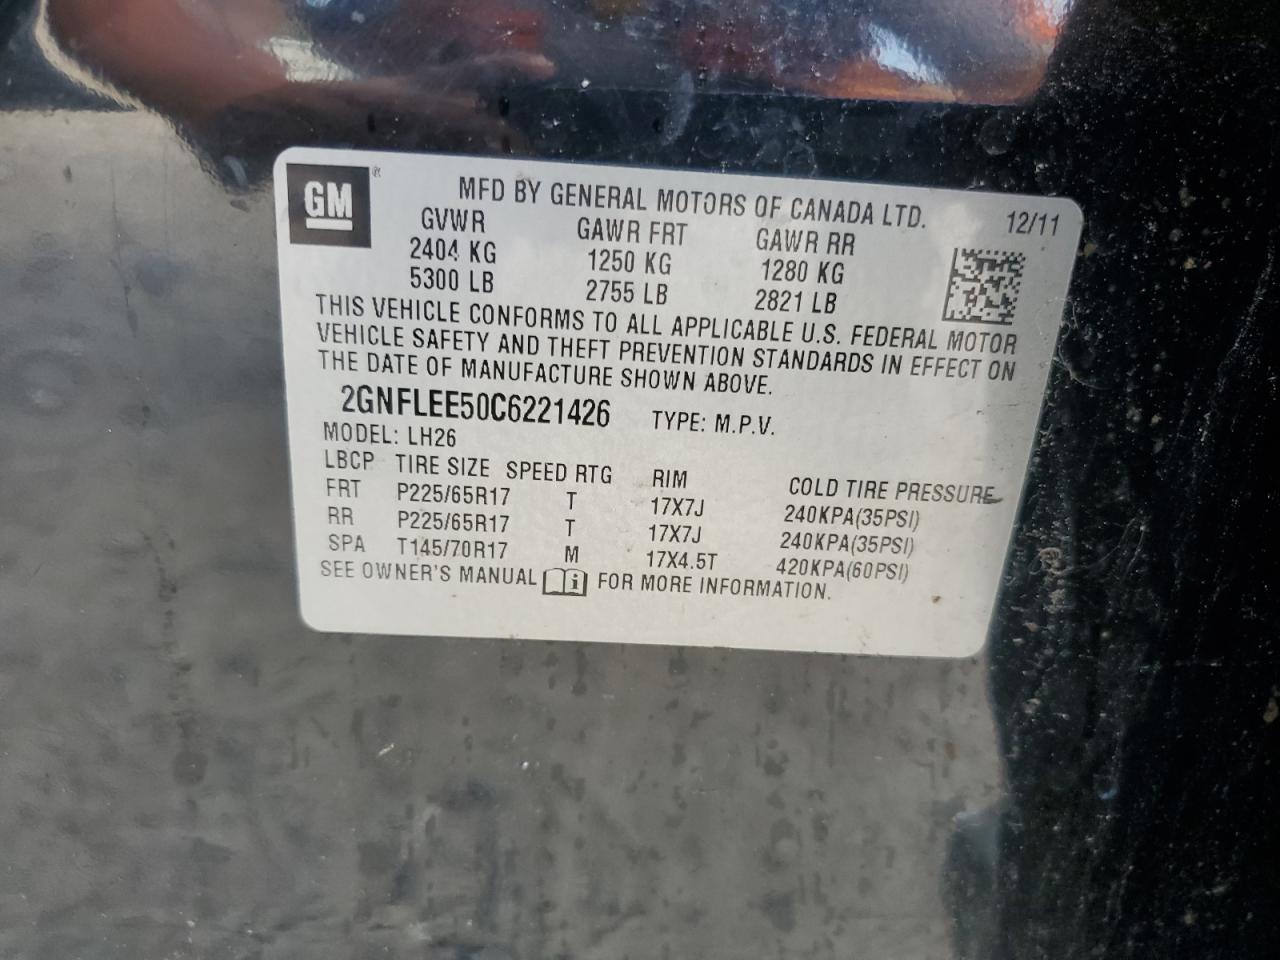 GM ®
MFD BY GENERAL MOTORS OF CANADA LTD. 12/11
GVWR GAWR FRT GAWR RR
2404 KG 1250 KG 1280 KG
5300 LB 2755 LB 2821 LB
THIS VEHICLE CONFORMS TO ALL APPLICABLE U.S. FEDERAL MOTOR
VEHICLE SAFETY AND THEFT PREVENTION STANDARDS IN EFFECT ON
THE DATE OF MANUFACTURE SHOWN ABOVE.
2GNFLEE50C6221426 TYPE: M.P.V.
MODEL: LH26
LBCP TIRE SIZE SPEED RTG RIM COLD TIRE PRESSURE
FRT P225/65R17 T 17X7J 240KPA(35PSI)
RR P225/65R17 T 17X7J 240KPA(35PSI)
SPA T145/70R17 M 17X4.5T 420KPA(60PSI)
SEE OWNER'S MANUAL i FOR MORE INFORMATION.